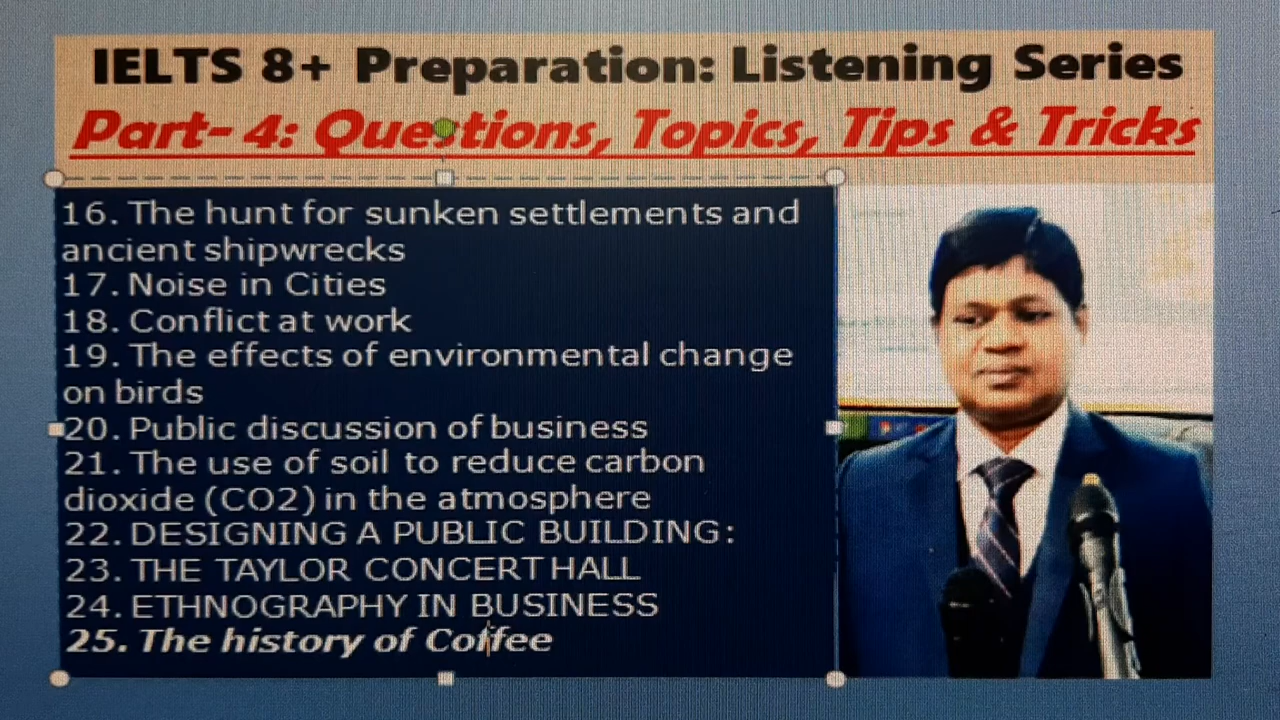 IELTS 8+ Preparation: Listening Series
Part- 4: Questions, Topics, Tips & Tricks
16. The hunt for sunken settlements and
ancient shipwrecks
17. Noise in Cities
18. Conflict at work
19. The effects of environmental change
on birds
20. Public discussion of business
21. The use of soil to reduce carbon
dioxide (CO2) in the atmosphere
22. DESIGNING A PUBLIC BUILDING:
23. THE TAYLOR CONCERT HALL
24. ETHNOGRAPHY IN BUSINESS
25. The history of Coffee